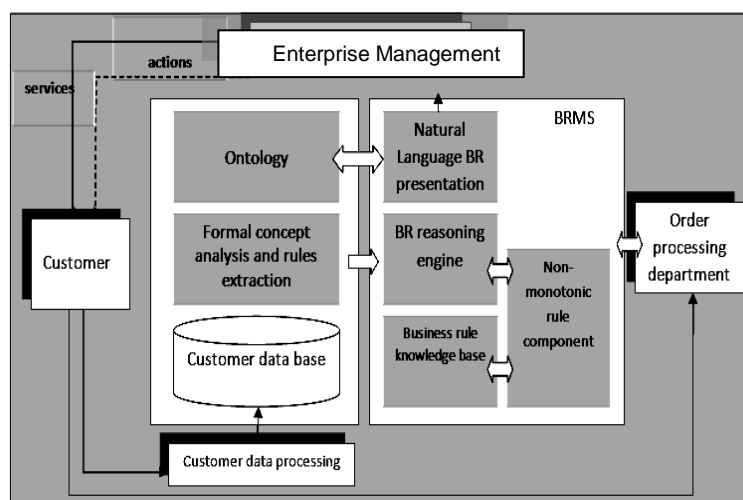 Enterprise Management
actions
services
BRMS
Ontology
Natural
Language BR
presentation
Formal concept
analysis and rules
extraction
BR reasoning
engine
Non-
monotonic
rule
component
Order
processing
department
Customer
Customer data base
Business rule
knowledge base
Customer data processing